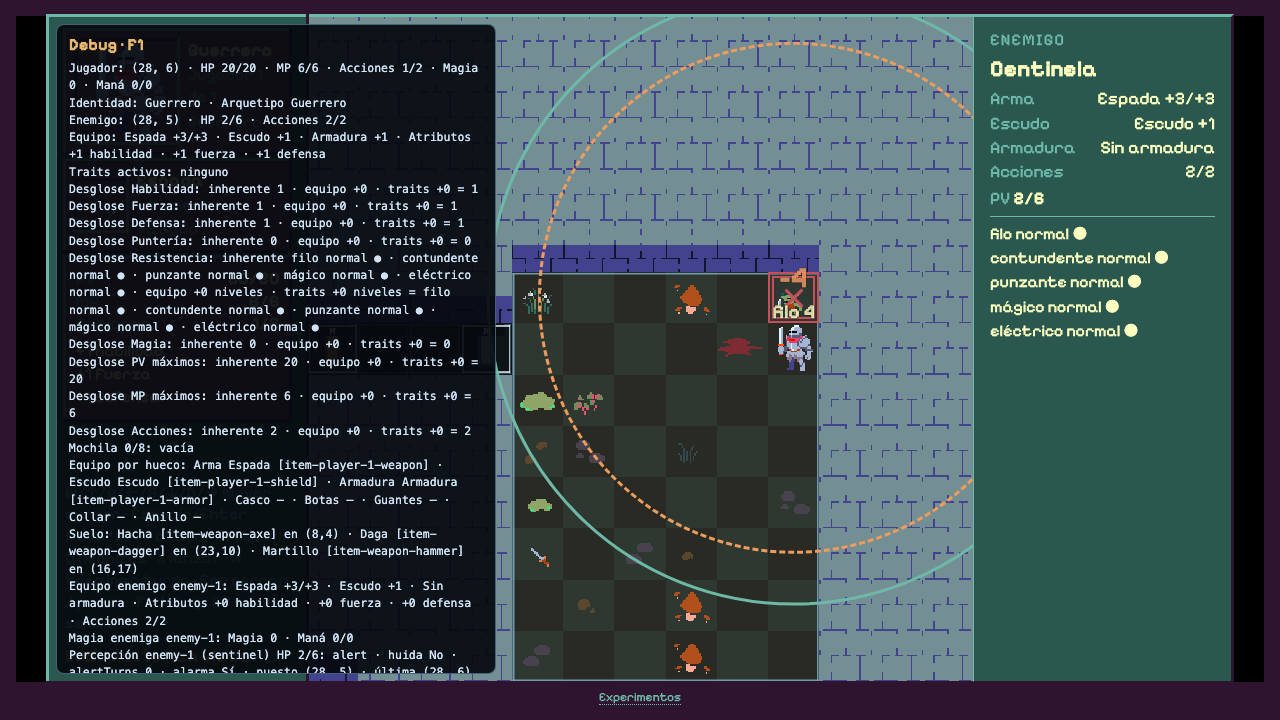 Debug·F1
Jugador: (28, 6) · HP 20/20 · MP 6/6 · Acciones 1/2 · Magia
0 · Maná 0/0
Identidad: Guerrero · Arquetipo Guerrero
Enemigo: (28, 5) · HP 2/6 · Acciones 2/2
Equipo: Espada +3/+3 · Escudo +1 · Armadura +1 · Atributos
+1 habilidad · +1 fuerza · +1 defensa
Traits activos: ninguno
Desglose Habilidad: inherente 1 · equipo +0 · traits +0 = 1
Desglose Fuerza: inherente 1 · equipo +0 · traits +0 = 1
Desglose Defensa: inherente 1 · equipo +0 · traits +0 = 1
Desglose Puntería: inherente 0 · equipo +0 · traits +0 = 0
Desglose Resistencia: inherente filo normal ● · contundente
normal ● · punzante normal ● · mágico normal ● · eléctrico
normal ● · equipo +0 niveles · traits +0 niveles = filo
normal ● · contundente normal ● · punzante normal ● ·
mágico normal ● · eléctrico normal ●
Desglose Magia: inherente 0 · equipo +0 · traits +0 = 0
Desglose PV máximos: inherente 20 · equipo +0 · traits +0 =
20
Desglose MP máximos: inherente 6 · equipo +0 · traits +0 =
6
Desglose Acciones: inherente 2 · equipo +0 · traits +0 = 2
Mochila 0/8: vacía
Equipo por hueco: Arma Espada [item-player-1-weapon] ·
Escudo Escudo [item-player-1-shield] · Armadura Armadura
[item-player-1-armor] · Casco — · Botas — · Guantes — ·
Collar — · Anillo —
Suelo: Hacha [item-weapon-axe] en (8,4) · Daga [item-
weapon-dagger] en (23,10) · Martillo [item-weapon-hammer]
en (16,17)
Equipo enemigo enemy-1: Espada +3/+3 · Escudo +1 · Sin
armadura · Atributos +0 habilidad · +0 fuerza · +0 defensa
· Acciones 2/2
Magia enemiga enemy-1: Magia 0 · Maná 0/0
Percepción enemy-1 (sentinel) HP 2/6: alert · huida No ·
alertTurns 0 · alarma Sí · puesto (28, 5) · última (28, 6)
-4
filo 4
ENEMIGO
Centinela
Arma Espada +3/+3
Escudo Escudo +1
Armadura Sin armadura
Acciones 2/2
PV 2/6
filo normal ●
contundente normal ●
punzante normal ●
mágico normal ●
eléctrico normal ●
Experimentos